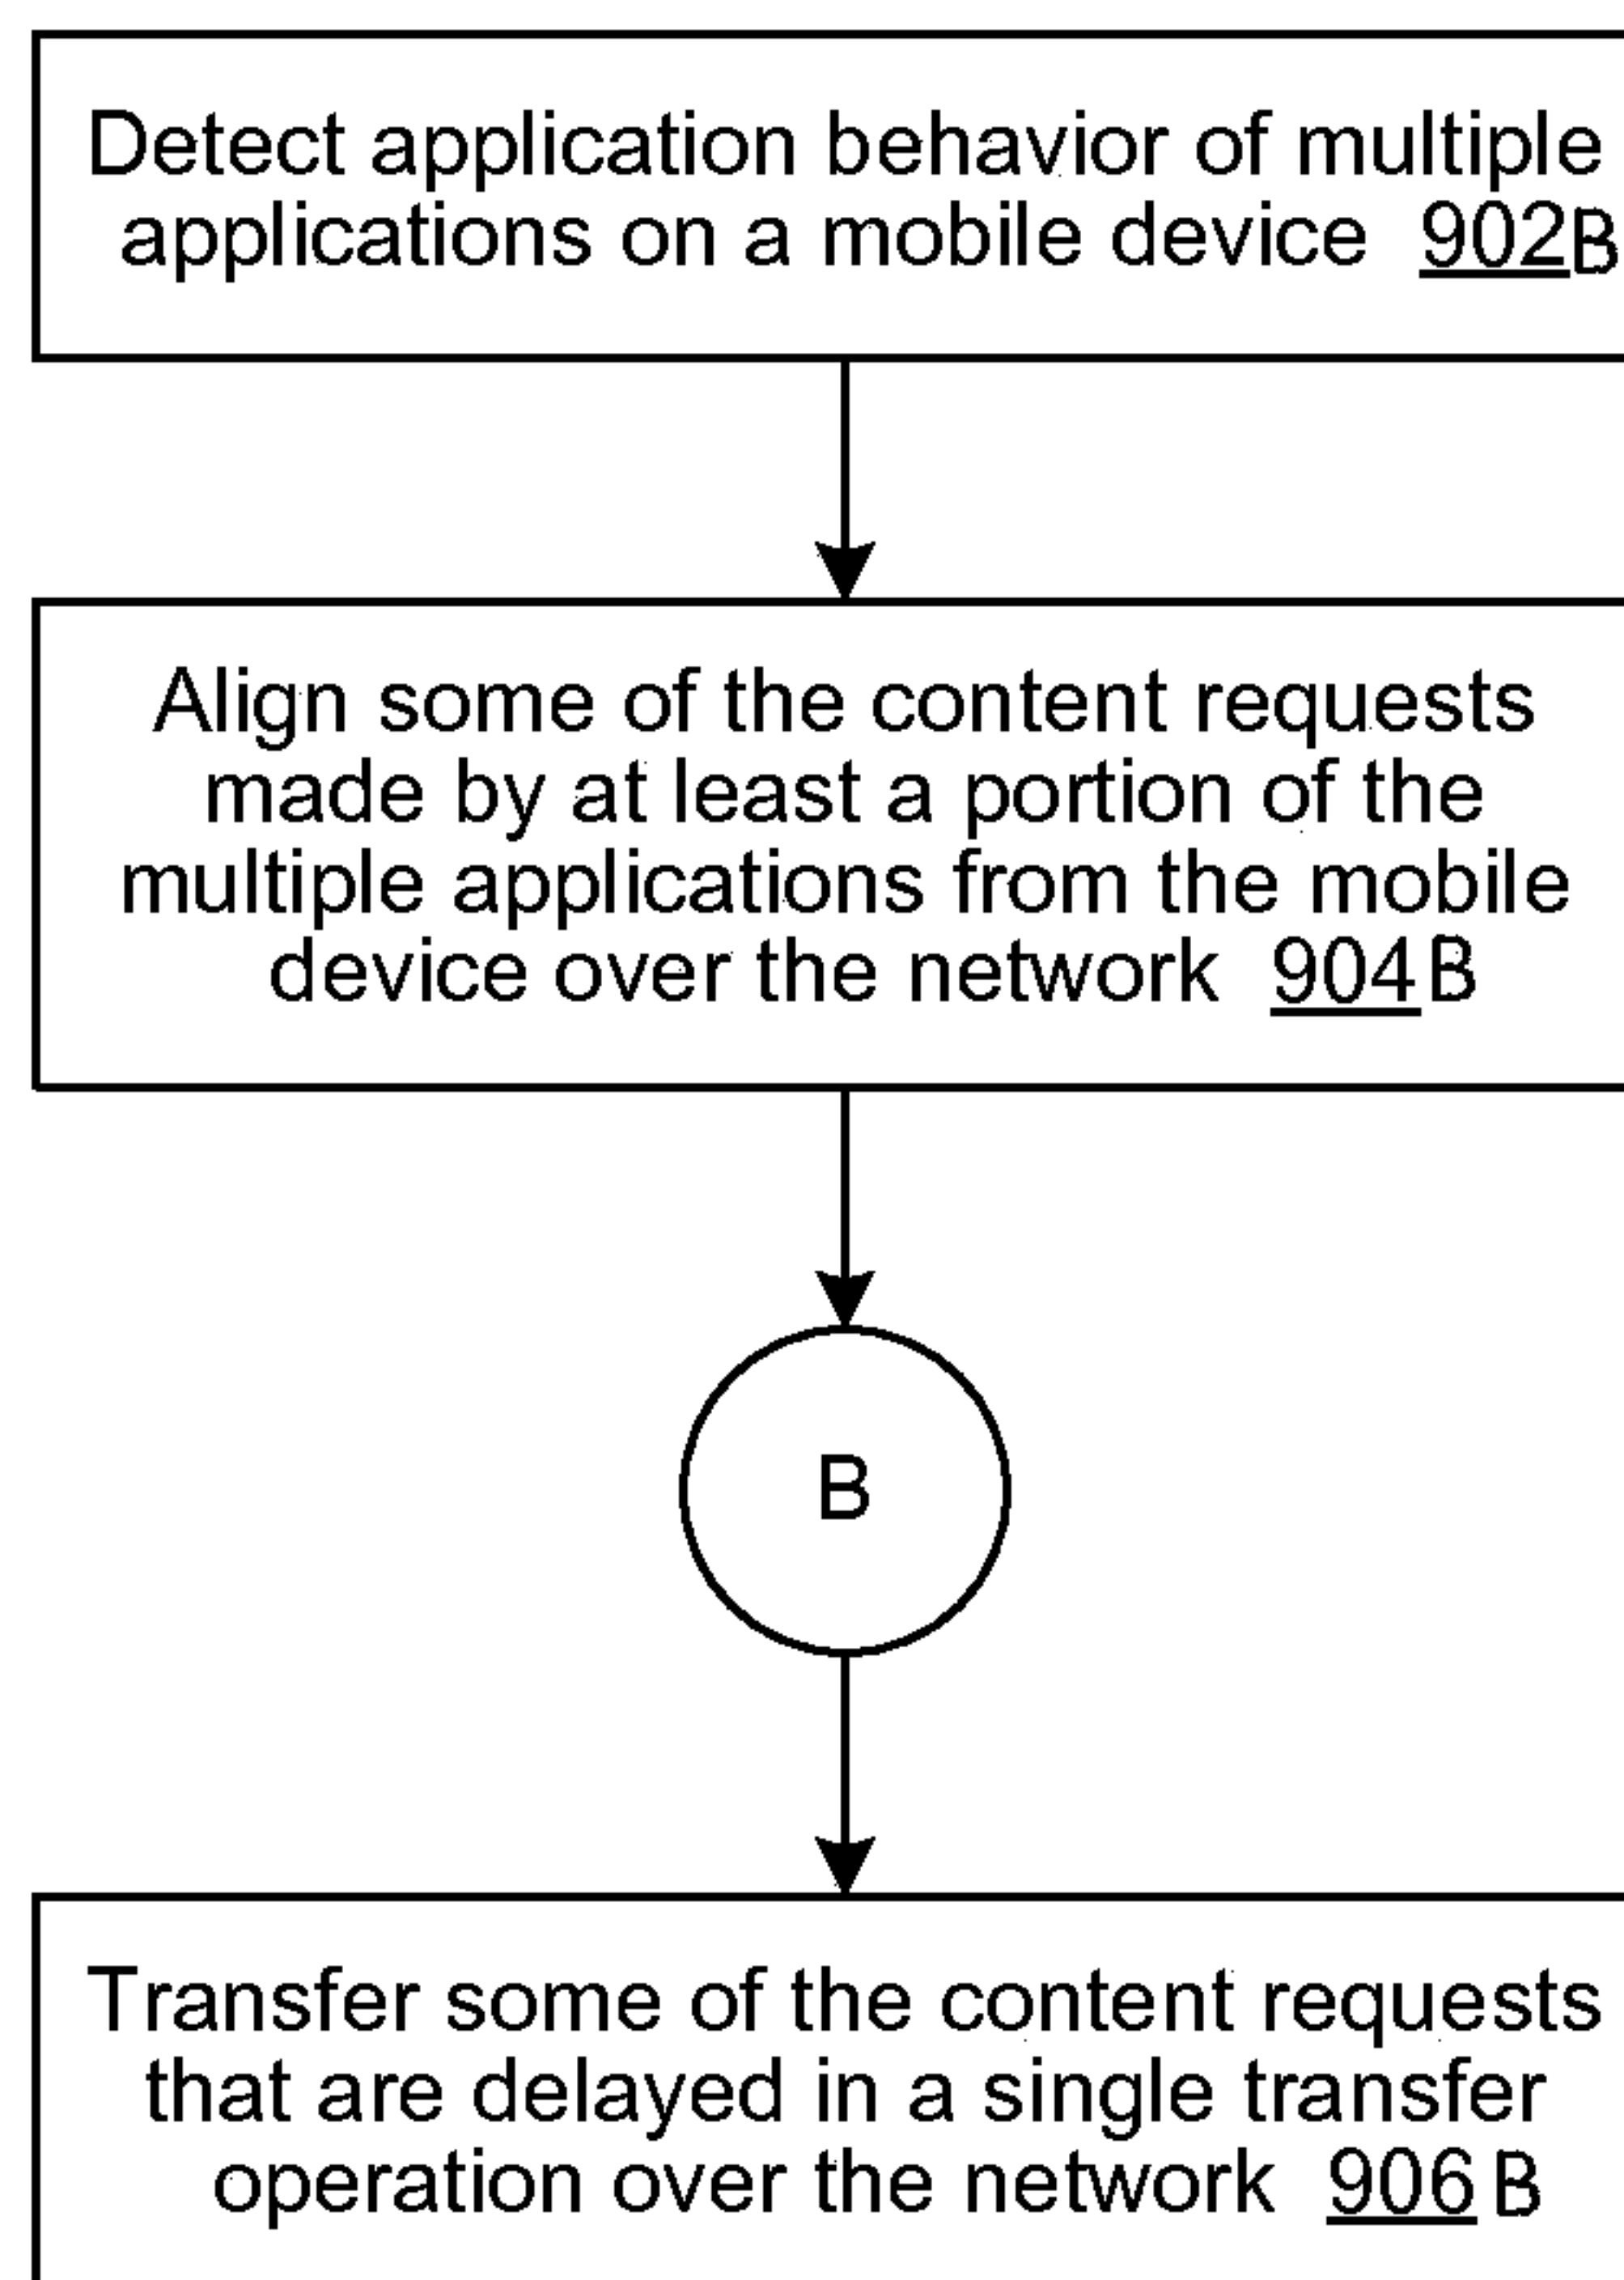 Detect application behavior of multiple
applications on a mobile device 902B
Align some of the content requests
made by at least a portion of the
multiple applications from the mobile
device over the network 904B
B
Transfer some of the content requests
that are delayed in a single transfer
operation over the network 906B